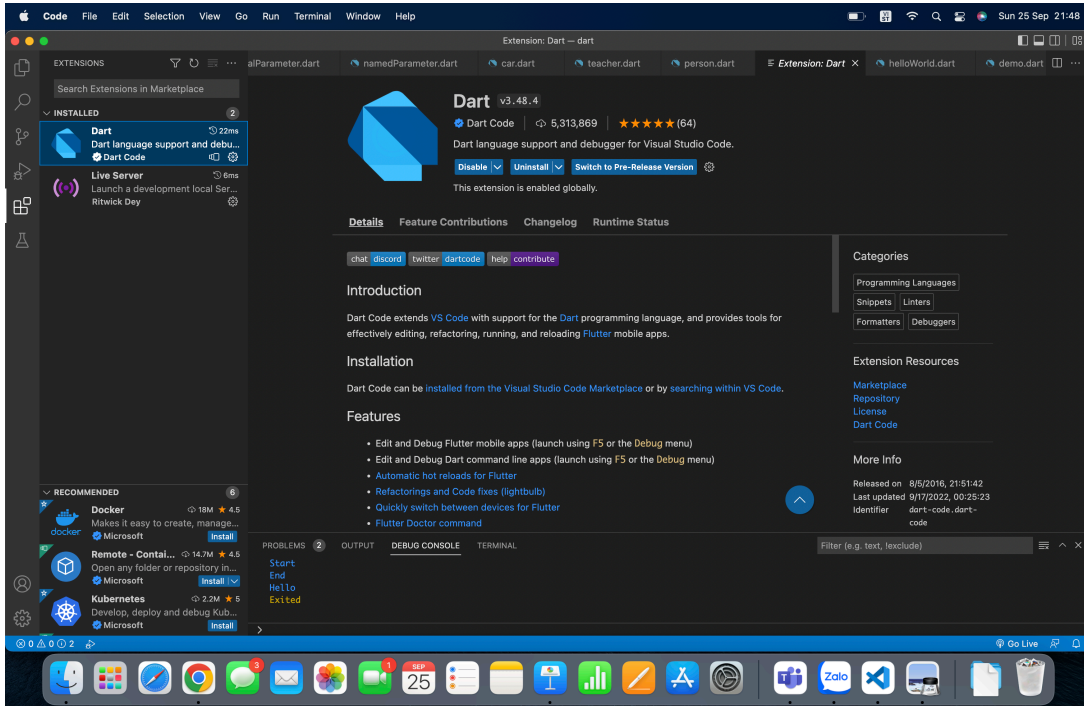 Code File Edit Selection View Go Run Terminal Window Help Sun 25 Sep 21:48
Extension: Dart — dart
EXTENSIONS
alParameter.dart namedParameter.dart car.dart teacher.dart person.dart Extension: Dart helloWorld.dart demo.dart
Search Extensions in Marketplace
INSTALLED 2
Dart 22ms
Dart language support and debu...
Dart Code
Live Server 6ms
Launch a development local Ser...
Ritwick Dey
Dart v3.48.4
Dart Code 5,313,869 (64)
Dart language support and debugger for Visual Studio Code.
Disable Uninstall Switch to Pre-Release Version
This extension is enabled globally.
Details Feature Contributions Changelog Runtime Status
chat discord twitter dartcode help contribute
Introduction
Dart Code extends VS Code with support for the Dart programming language, and provides tools for
effectively editing, refactoring, running, and reloading Flutter mobile apps.
Installation
Dart Code can be installed from the Visual Studio Code Marketplace or by searching within VS Code.
Features
• Edit and Debug Flutter mobile apps (launch using F5 or the Debug menu)
• Edit and Debug Dart command line apps (launch using F5 or the Debug menu)
• Automatic hot reloads for Flutter
• Refactorings and Code fixes (lightbulb)
• Quickly switch between devices for Flutter
• Flutter Doctor command
Categories
Programming Languages
Snippets Linters
Formatters Debuggers
Extension Resources
Marketplace
Repository
License
Dart Code
More Info
Released on 8/5/2016, 21:51:42
Last updated 9/17/2022, 00:25:23
Identifier dart-code.dart-
code
RECOMMENDED 6
Docker 18M 4.5
Makes it easy to create, manage...
Microsoft Install
docker
Remote - Contai... 14.7M 4.5
Open any folder or repository in...
Microsoft Install
Kubernetes 2.2M 5
Develop, deploy and debug Kub...
Microsoft Install
PROBLEMS 2 OUTPUT DEBUG CONSOLE TERMINAL
Filter (e.g. text, !exclude)
Start
End
Hello
Exited
>
0 0 2
Go Live
3
1
SEP
25
Zalo